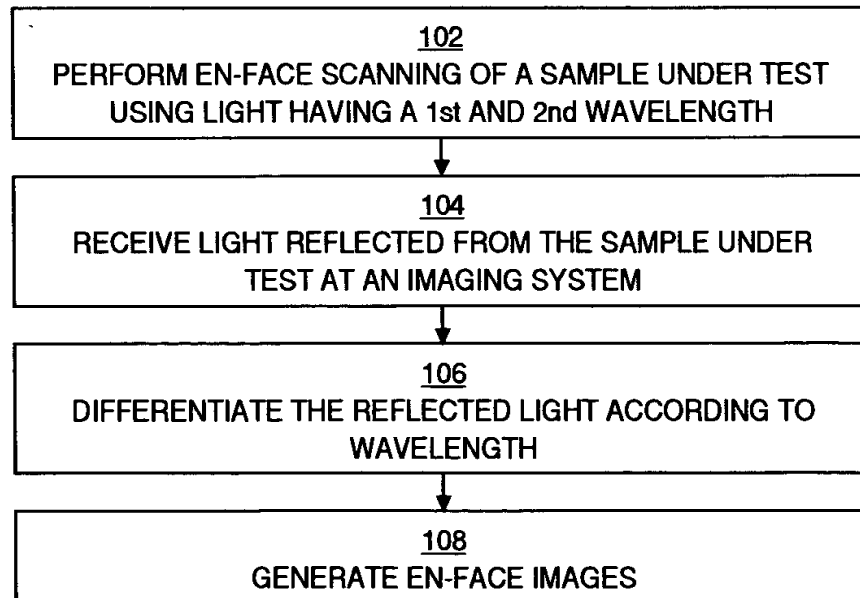 102
PERFORM EN-FACE SCANNING OF A SAMPLE UNDER TEST
USING LIGHT HAVING A 1st AND 2nd WAVELENGTH
104
RECEIVE LIGHT REFLECTED FROM THE SAMPLE UNDER
TEST AT AN IMAGING SYSTEM
106
DIFFERENTIATE THE REFLECTED LIGHT ACCORDING TO
WAVELENGTH
108
GENERATE EN-FACE IMAGES